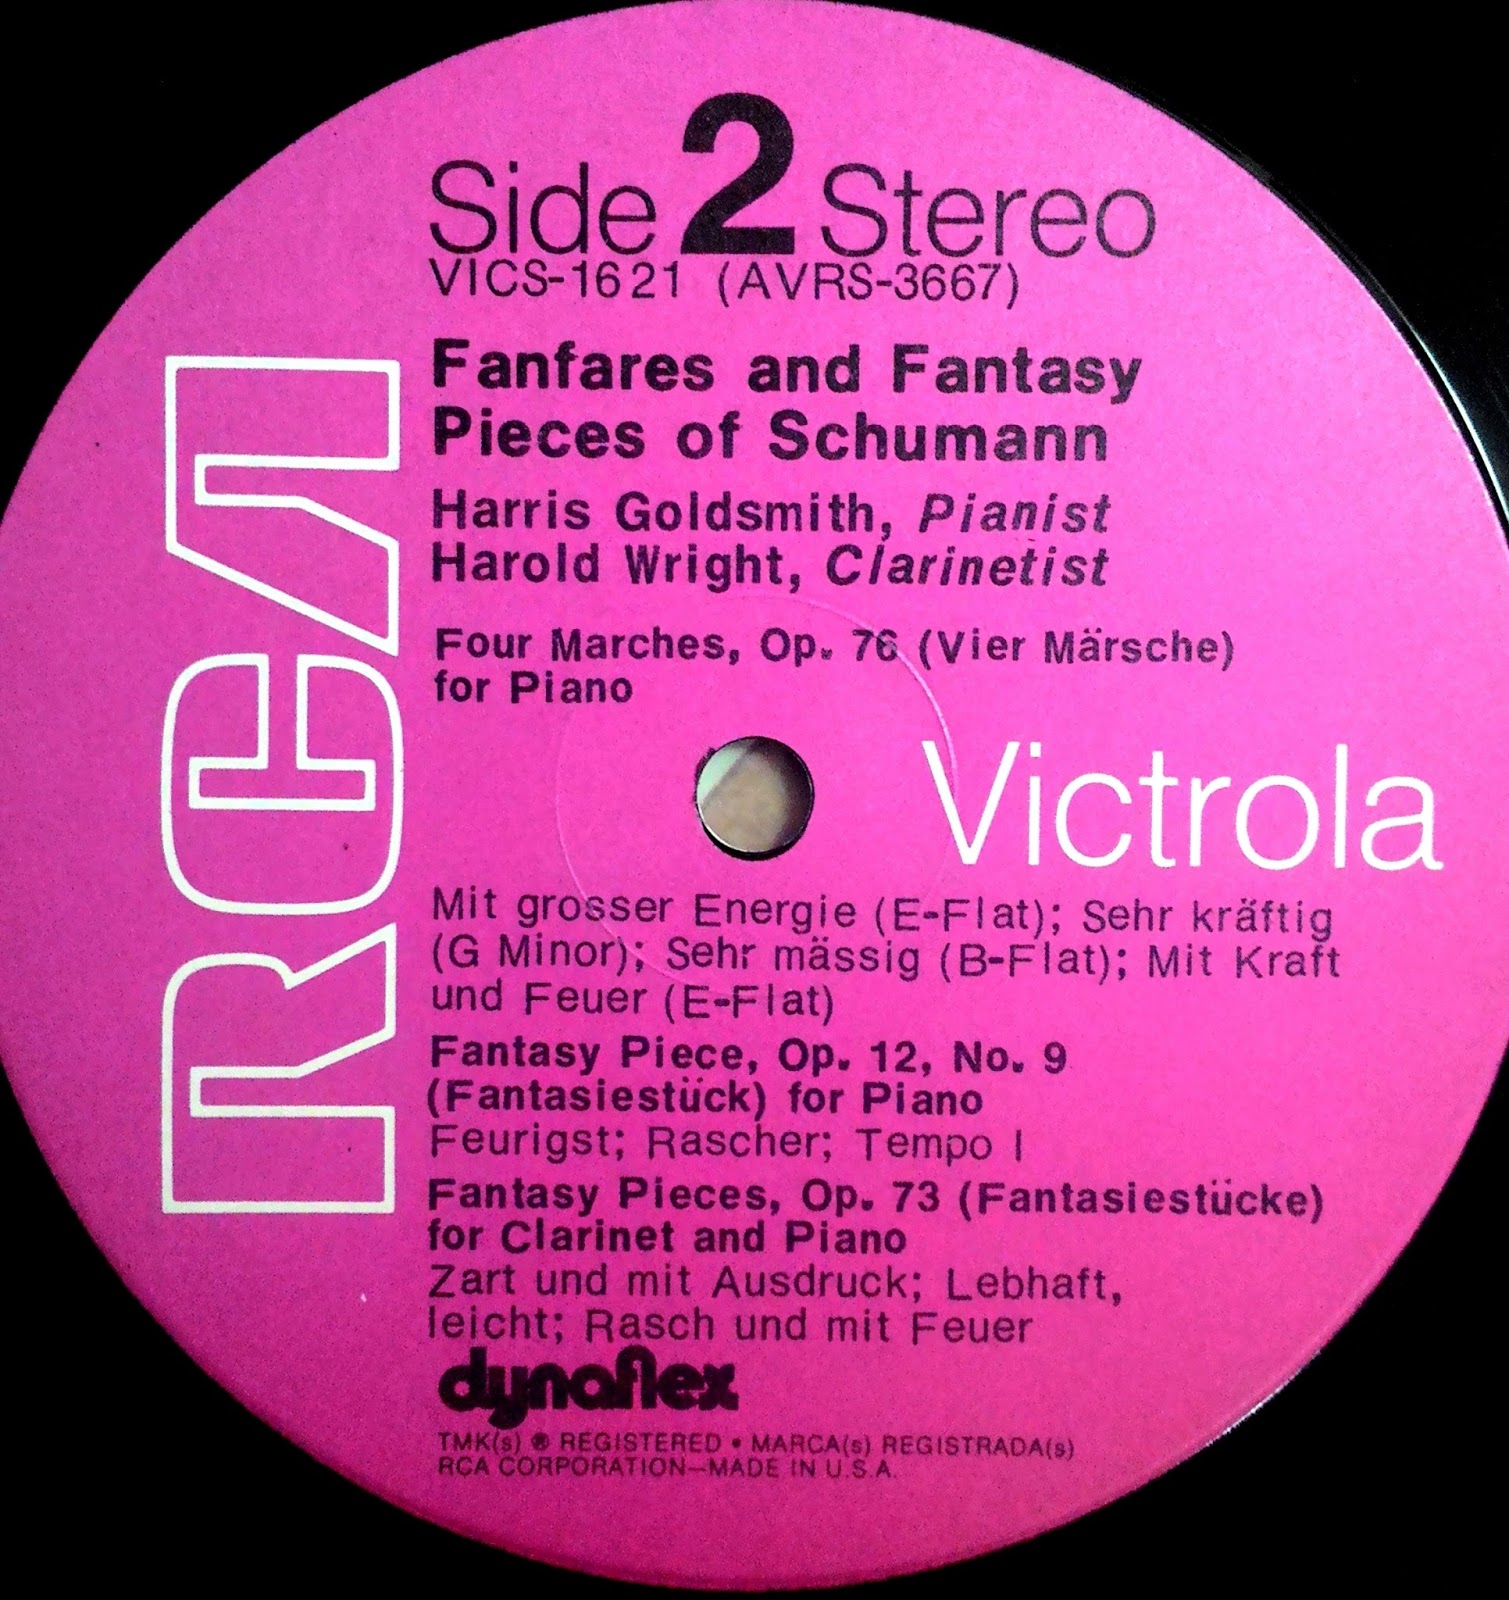 Side 2 Stereo
VICS-1621 (AVRS-3667)
Fanfares and Fantasy
Pieces of Schumann
Harris Goldsmith, Pianist
Harold Wright, Clarinetist
Four Marches, Op. 76 (Vier Märsche)
for Piano
RCA
Victrola
Mit grosser Energie (E-Flat); Sehr kräftig
(G Minor); Sehr mässig (B-Flat); Mit Kraft
und Feuer (E-Flat)
Fantasy Piece, Op. 12, No. 9
(Fantasiestück) for Piano
Feurigst; Rascher; Tempo I
Fantasy Pieces, Op. 73 (Fantasiestücke)
for Clarinet and Piano
Zart und mit Ausdruck; Lebhaft,
leicht; Rasch und mit Feuer
dynaflex
TMK(s) ® REGISTERED • MARCA(s) REGISTRADA(s)
RCA CORPORATION—MADE IN U.S.A.